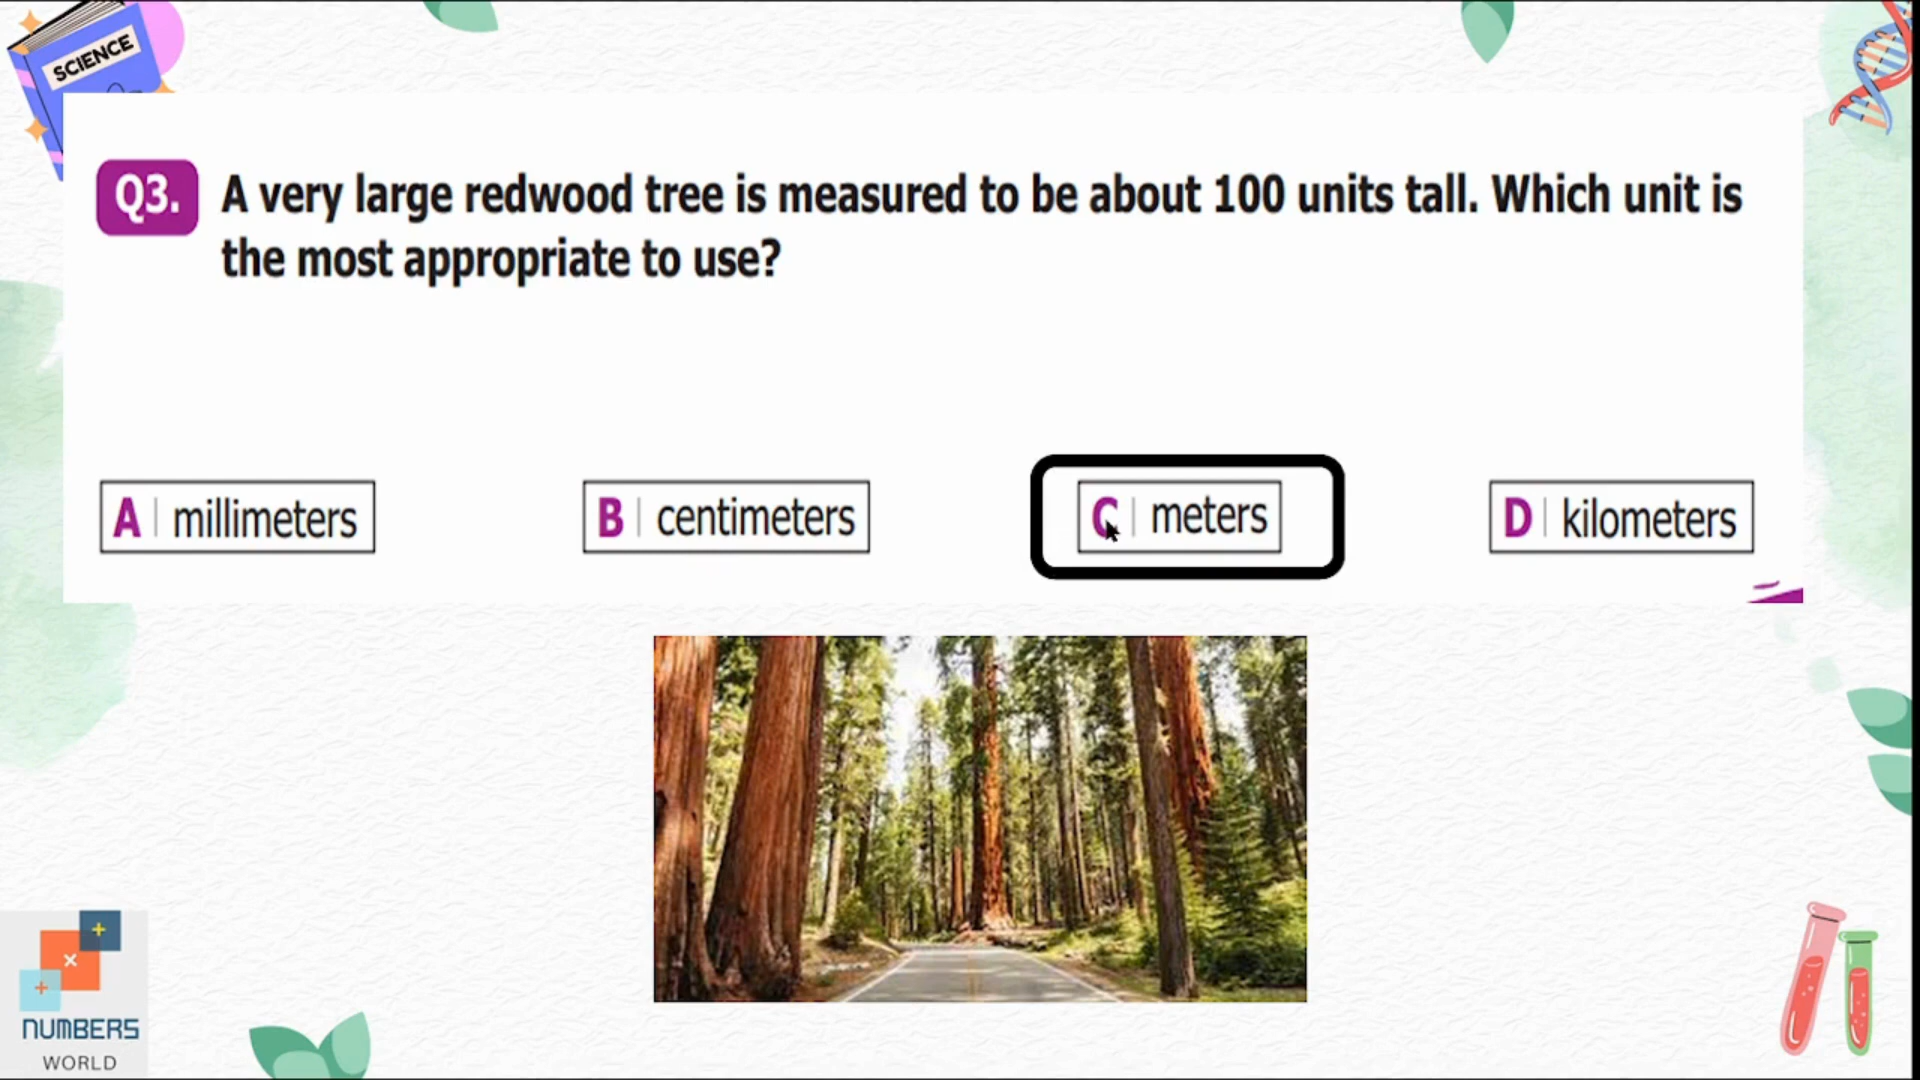 SCIENCE
Q3. A very large redwood tree is measured to be about 100 units tall. Which unit is
the most appropriate to use?
A | millimeters
B | centimeters
C | meters
D | kilometers
NUMBERS
WORLD